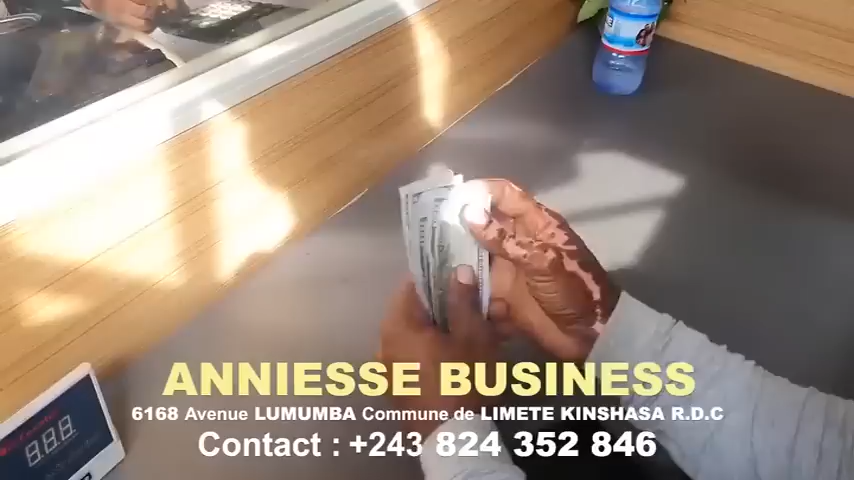 ANNIESSE BUSINESS
6168 Avenue LUMUMBA Commune de LIMETE KINSHASA R.D.C
Contact : +243 824 352 846